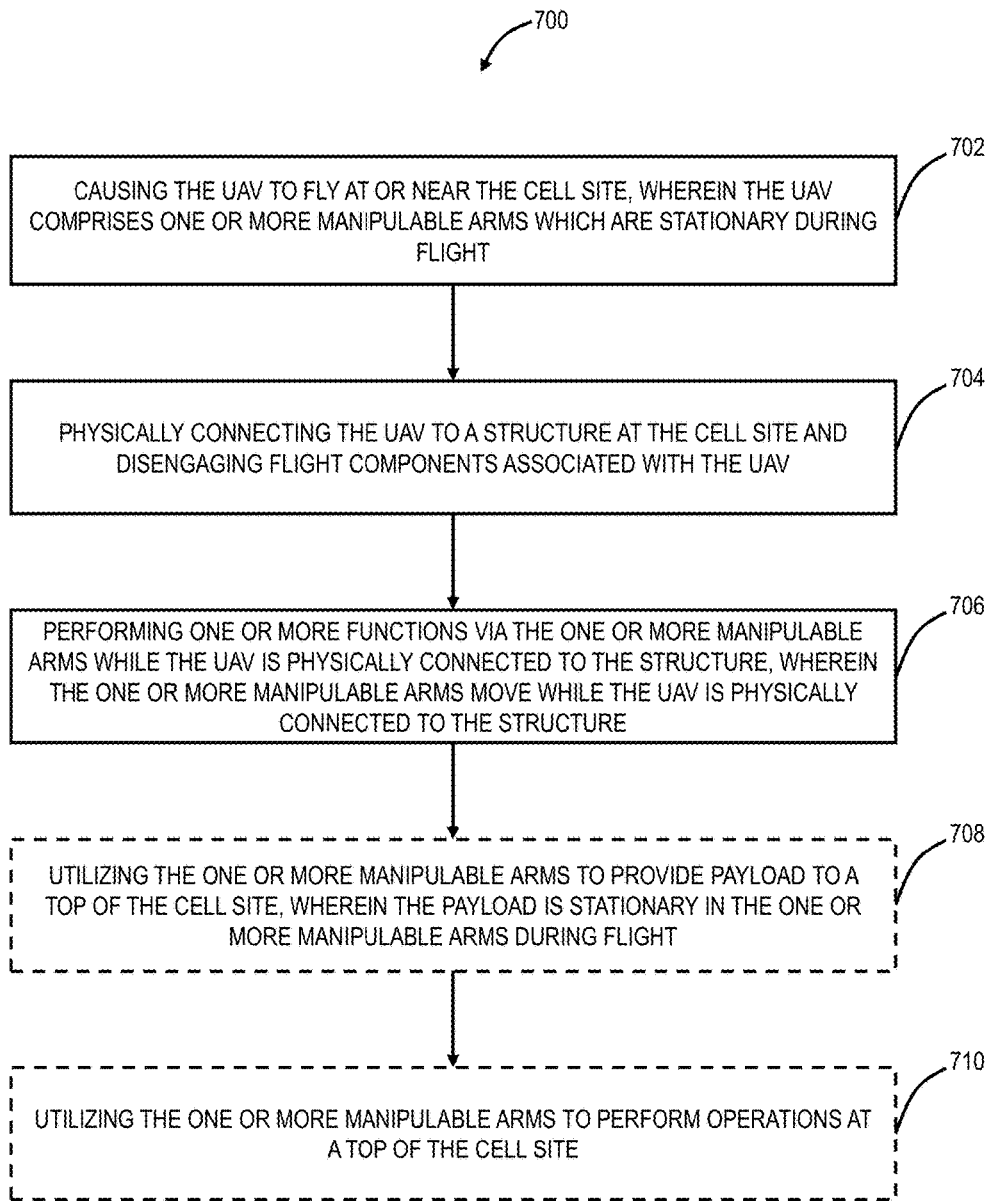 700
702
CAUSING THE UAV TO FLY AT OR NEAR THE CELL SITE, WHEREIN THE UAV
COMPRISES ONE OR MORE MANIPULABLE ARMS WHICH ARE STATIONARY DURING
FLIGHT
704
PHYSICALLY CONNECTING THE UAV TO A STRUCTURE AT THE CELL SITE AND
DISENGAGING FLIGHT COMPONENTS ASSOCIATED WITH THE UAV
706
PERFORMING ONE OR MORE FUNCTIONS VIA THE ONE OR MORE MANIPULABLE
ARMS WHILE THE UAV IS PHYSICALLY CONNECTED TO THE STRUCTURE, WHEREIN
THE ONE OR MORE MANIPULABLE ARMS MOVE WHILE THE UAV IS PHYSICALLY
CONNECTED TO THE STRUCTURE
708
UTILIZING THE ONE OR MORE MANIPULABLE ARMS TO PROVIDE PAYLOAD TO A
TOP OF THE CELL SITE, WHEREIN THE PAYLOAD IS STATIONARY IN THE ONE OR
MORE MANIPULABLE ARMS DURING FLIGHT
710
UTILIZING THE ONE OR MORE MANIPULABLE ARMS TO PERFORM OPERATIONS AT
A TOP OF THE CELL SITE